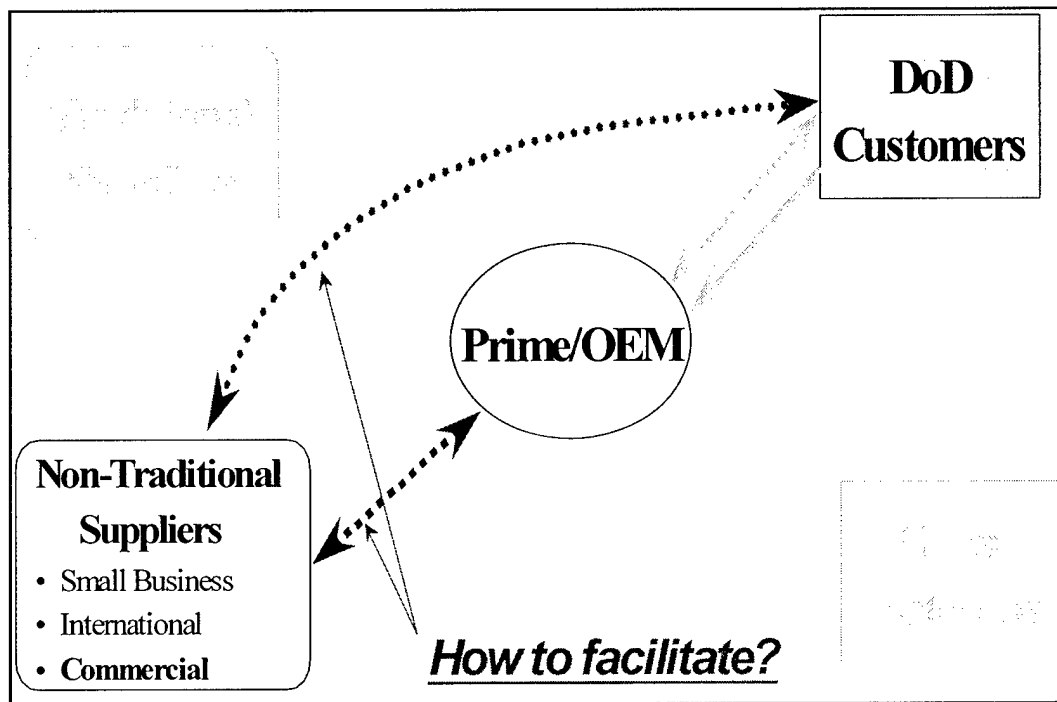 DoD
Customers
Prime/OEM
Non-Traditional
Suppliers
• Small Business
• International
• Commercial
How to facilitate?